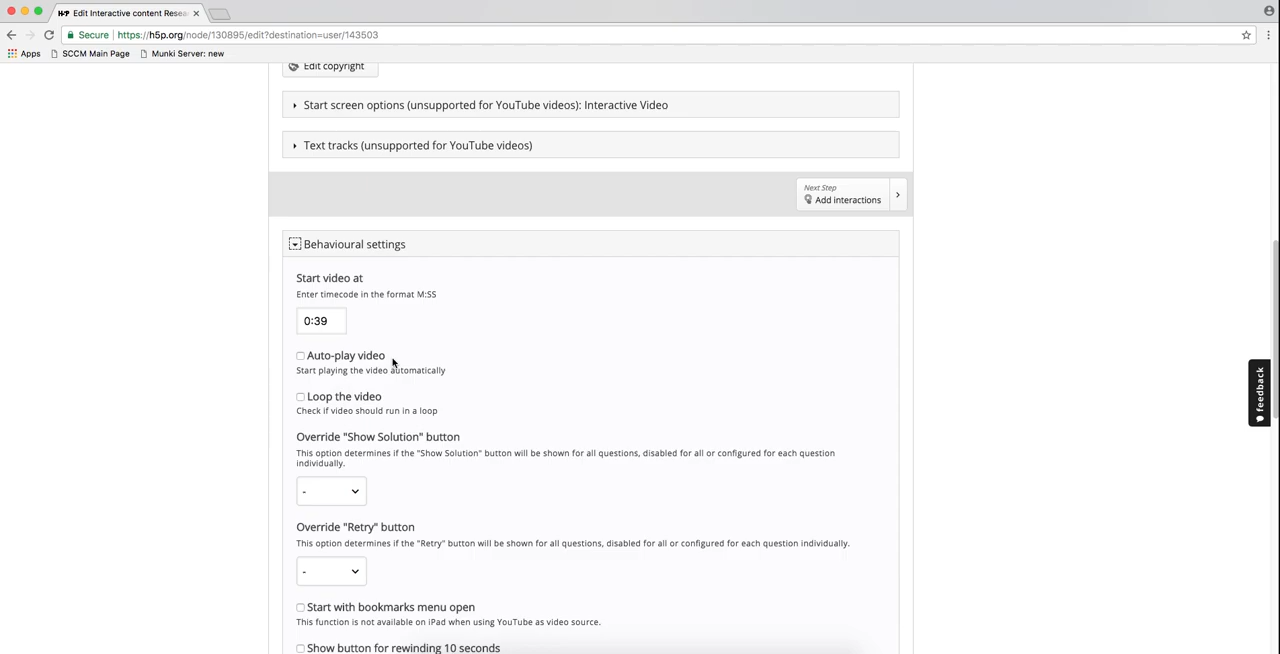 H-P Edit Interactive content Resea
Secure https://h5p.org/node/130895/edit?destination=user/143503
Apps SCCM Main Page Munki Server: new
Edit copyright
Start screen options (unsupported for YouTube videos): Interactive Video
Text tracks (unsupported for YouTube videos)
Next Step
Add interactions
Behavioural settings
Start video at
Enter timecode in the format M:SS
0:39
Auto-play video
Start playing the video automatically
feedback
Loop the video
Check if video should run in a loop
Override "Show Solution" button
This option determines if the "Show Solution" button will be shown for all questions, disabled for all or configured for each question
individually.
-
Override "Retry" button
This option determines if the "Retry" button will be shown for all questions, disabled for all or configured for each question individually.
-
Start with bookmarks menu open
This function is not available on iPad when using YouTube as video source.
Show button for rewinding 10 seconds